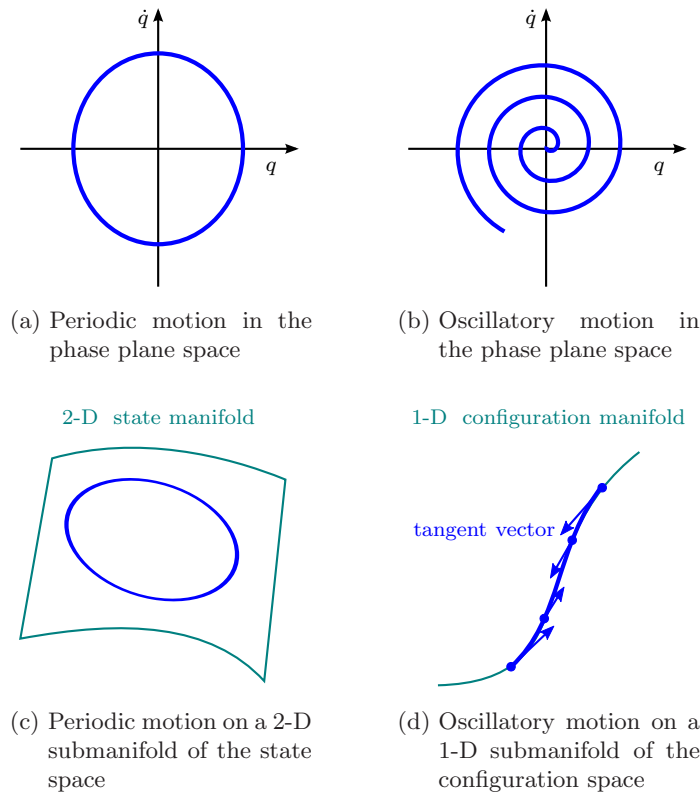 q̇
q
(a) Periodic motion in the
phase plane space
q̇
q
(b) Oscillatory motion in
the phase plane space
2-D state manifold
(c) Periodic motion on a 2-D
submanifold of the state
space
1-D configuration manifold
tangent vector
(d) Oscillatory motion on a
1-D submanifold of the
configuration space